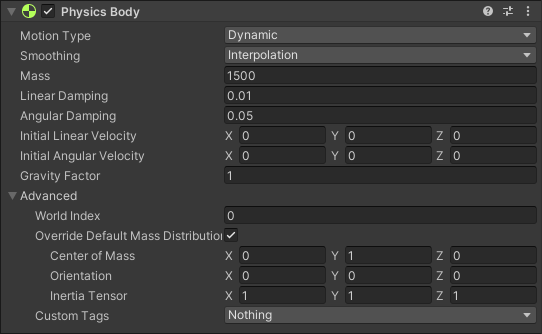 Physics Body
Motion Type Dynamic
Smoothing Interpolation
Mass 1500
Linear Damping 0.01
Angular Damping 0.05
Initial Linear Velocity X 0 Y 0 Z 0
Initial Angular Velocity X 0 Y 0 Z 0
Gravity Factor 1
Advanced
World Index 0
Override Default Mass Distribution
Center of Mass X 0 Y 1 Z 0
Orientation X 0 Y 0 Z 0
Inertia Tensor X 1 Y 1 Z 1
Custom Tags Nothing